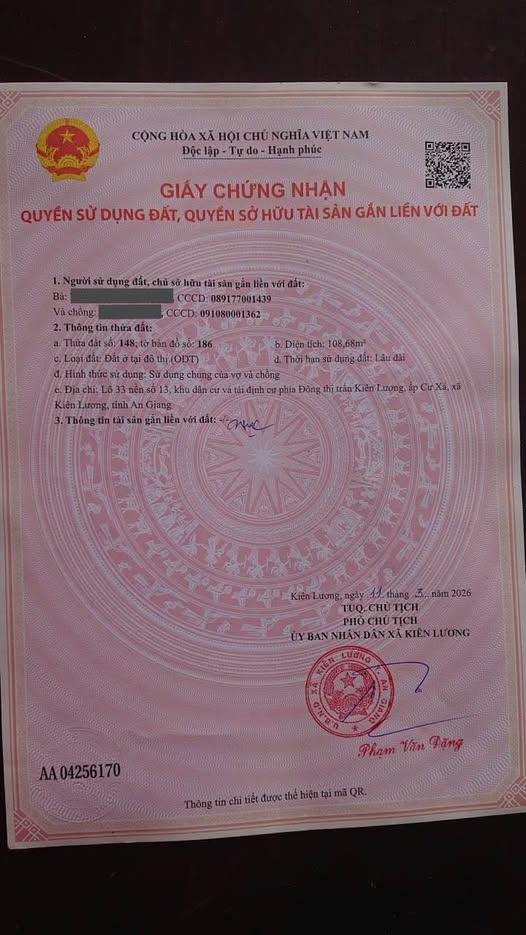 CỘNG HÒA XÃ HỘI CHỦ NGHĨA VIỆT NAM
Độc lập - Tự do - Hạnh phúc
GIẤY CHỨNG NHẬN
QUYỀN SỬ DỤNG ĐẤT, QUYỀN SỞ HỮU TÀI SẢN GẮN LIỀN VỚI ĐẤT
1. Người sử dụng đất, chủ sở hữu tài sản gắn liền với đất:
Bà: , CCCD: 089177001439
Và chồng: , CCCD: 091080001362
2. Thông tin thửa đất:
a. Thửa đất số: 148; tờ bản đồ số: 186 b. Diện tích: 108,68m²
c. Loại đất: Đất ở tại đô thị (ODT) d. Thời hạn sử dụng đất: Lâu dài
đ. Hình thức sử dụng: Sử dụng chung của vợ và chồng
e. Địa chỉ: Lô 33 nền số 13, khu dân cư và tái định cư phía Đông thị trấn Kiên Lương, ấp Cư Xá, xã
Kiên Lương, tỉnh An Giang
3. Thông tin tài sản gắn liền với đất: -/-
Kiên Lương, ngày 11 tháng 3 năm 2026
TUQ. CHỦ TỊCH
PHÓ CHỦ TỊCH
ỦY BAN NHÂN DÂN XÃ KIÊN LƯƠNG
U.B.N.D XÃ KIÊN LƯƠNG T. AN GIANG
Phạm Văn Đặng
AA 04256170
Thông tin chi tiết được thể hiện tại mã QR.